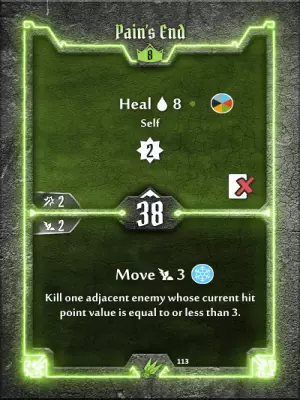 Pain's End
8
Heal 8
Self
2
2
38
2
Move 3
Kill one adjacent enemy whose current hit
point value is equal to or less than 3.
113